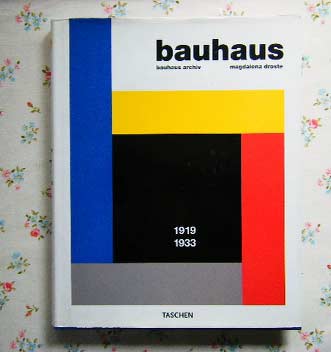 bauhaus
bauhaus archiv magdalena droste
1919
1933
TASCHEN